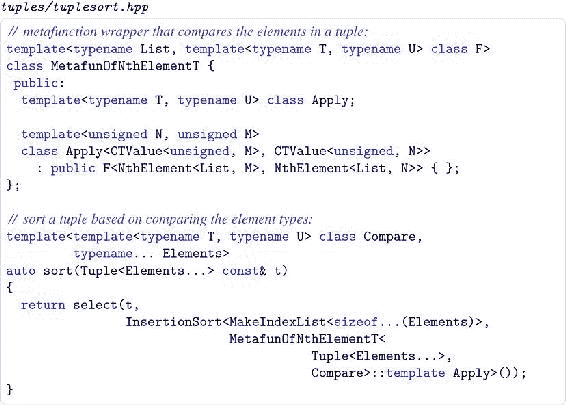 tuples/tuplesort.hpp
// metafunction wrapper that compares the elements in a tuple:
template<typename List, template<typename T, typename U> class F>
class MetafunOfNthElementT {
public:
template<typename T, typename U> class Apply;
template<unsigned N, unsigned M>
class Apply<CTValue<unsigned, M>, CTValue<unsigned, N>>
: public F<NthElement<List, M>, NthElement<List, N>> { };
};
// sort a tuple based on comparing the element types:
template<template<typename T, typename U> class Compare,
typename... Elements>
auto sort(Tuple<Elements...> const& t)
{
return select(t,
InsertionSort<MakeIndexList<sizeof...(Elements)>,
MetafunOfNthElementT<
Tuple<Elements...>,
Compare>::template Apply>());
}